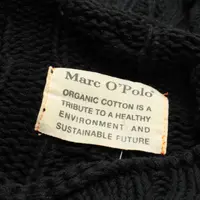 Marc O'Polo
ORGANIC COTTON IS A
TRIBUTE TO A HEALTHY
ENVIRONMENT AND
SUSTAINABLE FUTURE